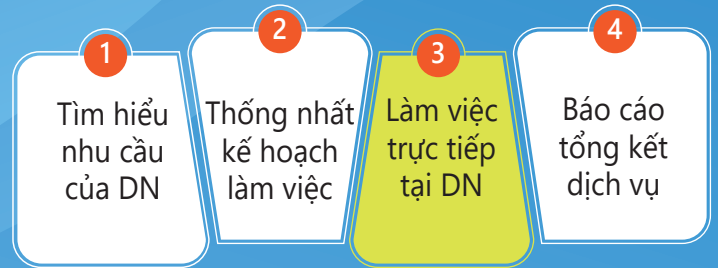 1
Tìm hiểu
nhu cầu
của DN
2
Thống nhất
kế hoạch
làm việc
3
Làm việc
trực tiếp
tại DN
4
Báo cáo
tổng kết
dịch vụ